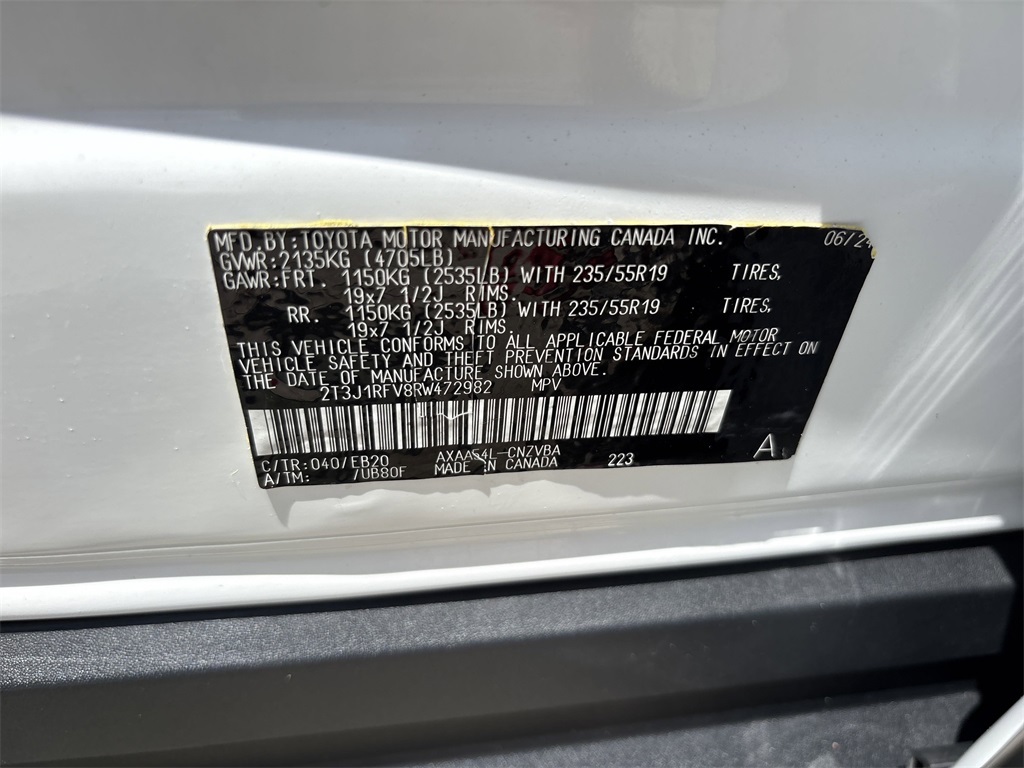 MFD. BY: TOYOTA MOTOR MANUFACTURING CANADA INC. 06/24
GVWR: 2135KG (4705LB)
GAWR: FRT. 1150KG (2535LB) WITH 235/55R19 TIRES,
19x7 1/2J RIMS.
RR. 1150KG (2535LB) WITH 235/55R19 TIRES,
19x7 1/2J RIMS.
THIS VEHICLE CONFORMS TO ALL APPLICABLE FEDERAL MOTOR
VEHICLE SAFETY AND THEFT PREVENTION STANDARDS IN EFFECT ON
THE DATE OF MANUFACTURE SHOWN ABOVE.
2T3J1RFV8RW472982 MPV
A
C/TR: 040/EB20 AXAA54L-CNZVBA 223
A/TM: /UB80F MADE IN CANADA